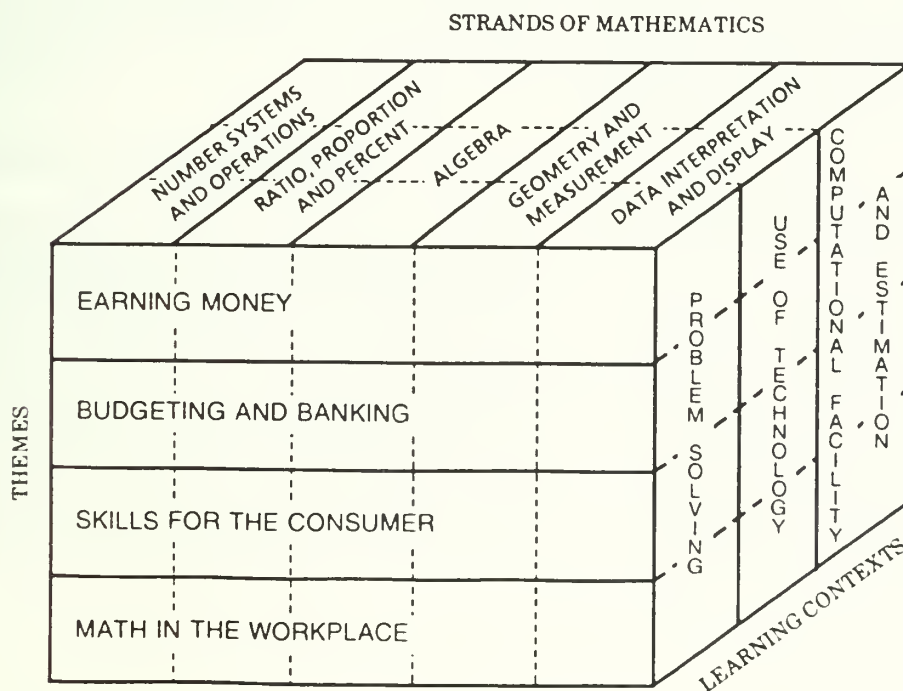 STRANDS OF MATHEMATICS
NUMBER SYSTEMS
AND OPERATIONS
RATIO, PROPORTION
AND PERCENT
ALGEBRA
GEOMETRY AND
MEASUREMENT
DATA INTERPRETATION
AND DISPLAY
THEMES
EARNING MONEY
BUDGETING AND BANKING
SKILLS FOR THE CONSUMER
MATH IN THE WORKPLACE
PROBLEM SOLVING
USE OF TECHNOLOGY
COMPUTATIONAL FACILITY
AND ESTIMATION
LEARNING CONTEXTS